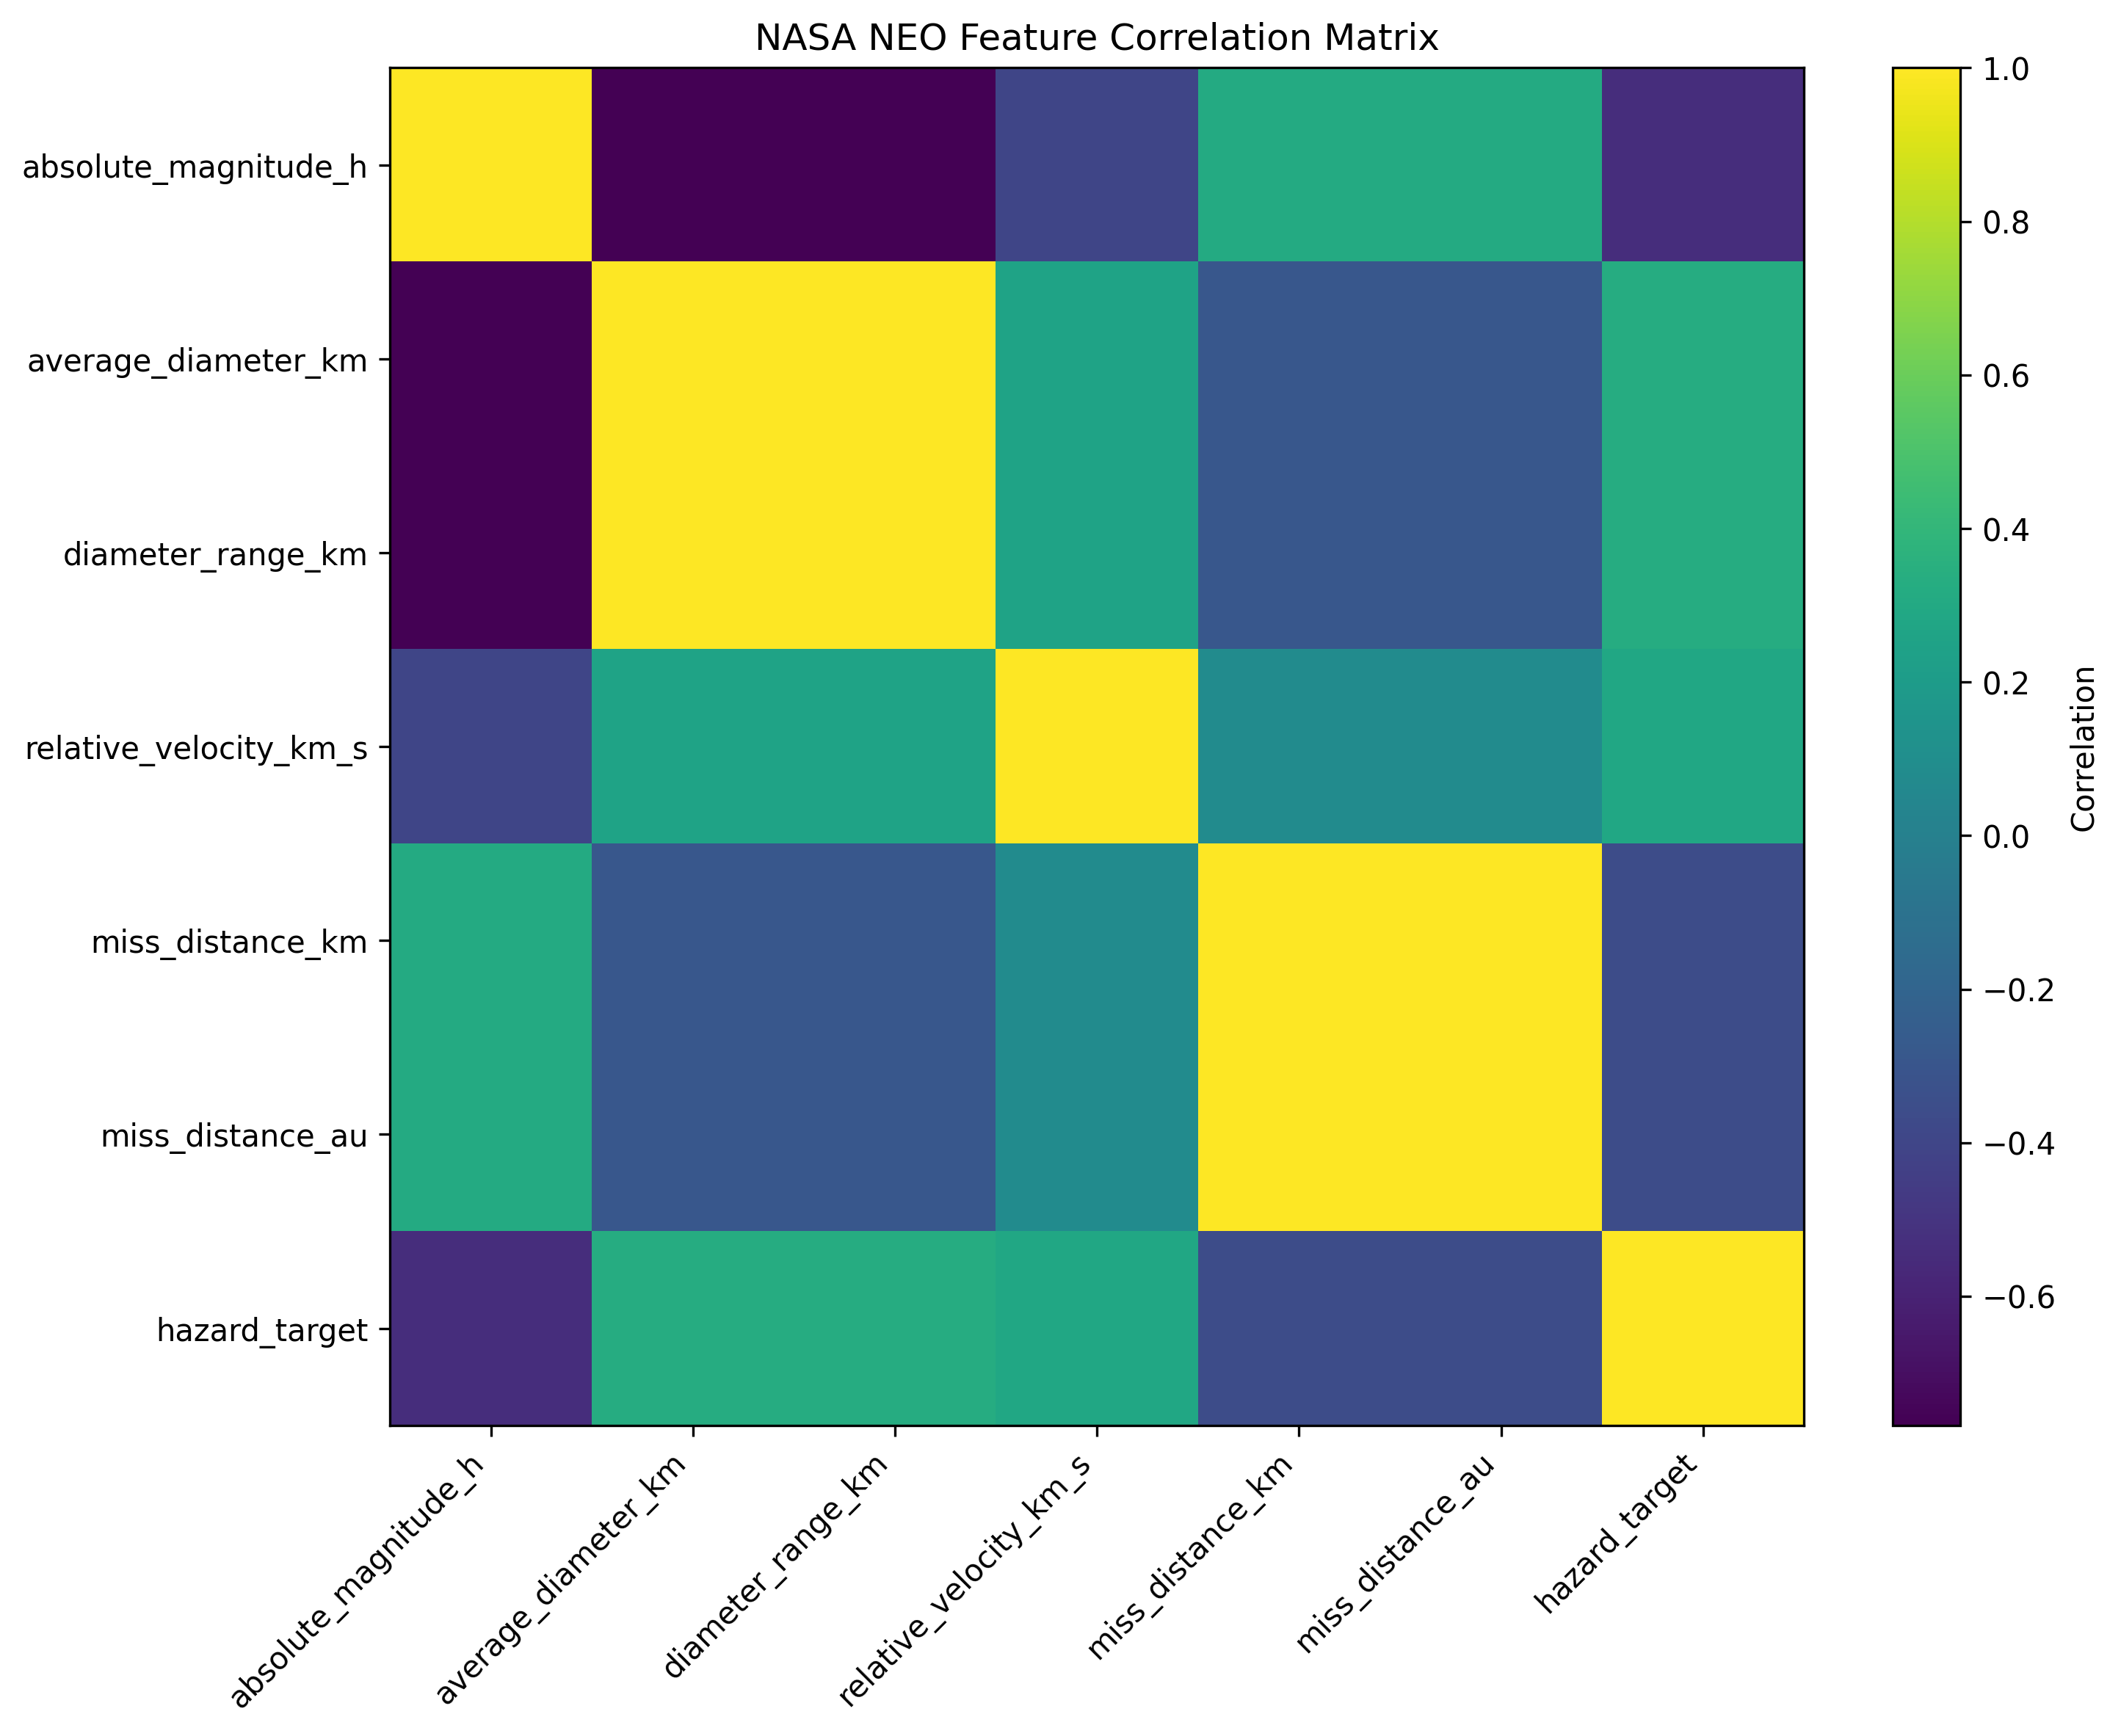 NASA NEO Feature Correlation Matrix
absolute_magnitude_h
average_diameter_km
diameter_range_km
relative_velocity_km_s
miss_distance_km
miss_distance_au
hazard_target
absolute_magnitude_h
average_diameter_km
diameter_range_km
relative_velocity_km_s
miss_distance_km
miss_distance_au
hazard_target
1.0
0.8
0.6
0.4
0.2
0.0
−0.2
−0.4
−0.6
Correlation